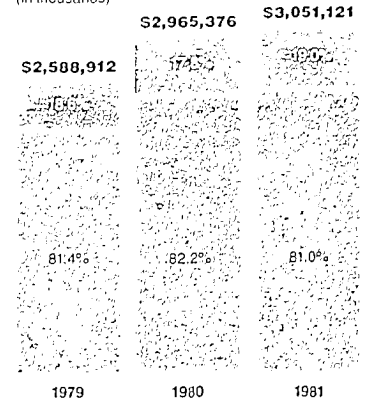 (in thousands)
$2,588,912 $2,965,376 $3,051,121
81.4% 82.2% 81.0%
1979 1980 1981